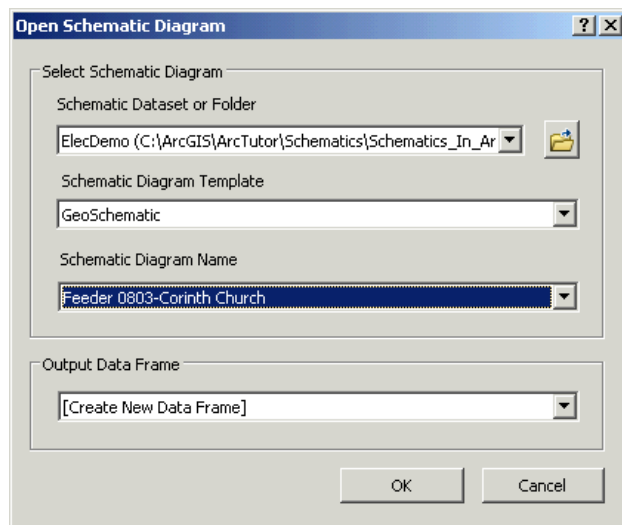 Open Schematic Diagram
Select Schematic Diagram
Schematic Dataset or Folder
ElecDemo (C:\ArcGIS\ArcTutor\Schematics\Schematics_In_Ar
Schematic Diagram Template
GeoSchematic
Schematic Diagram Name
Feeder 0803-Corinth Church
Output Data Frame
[Create New Data Frame]
OK Cancel